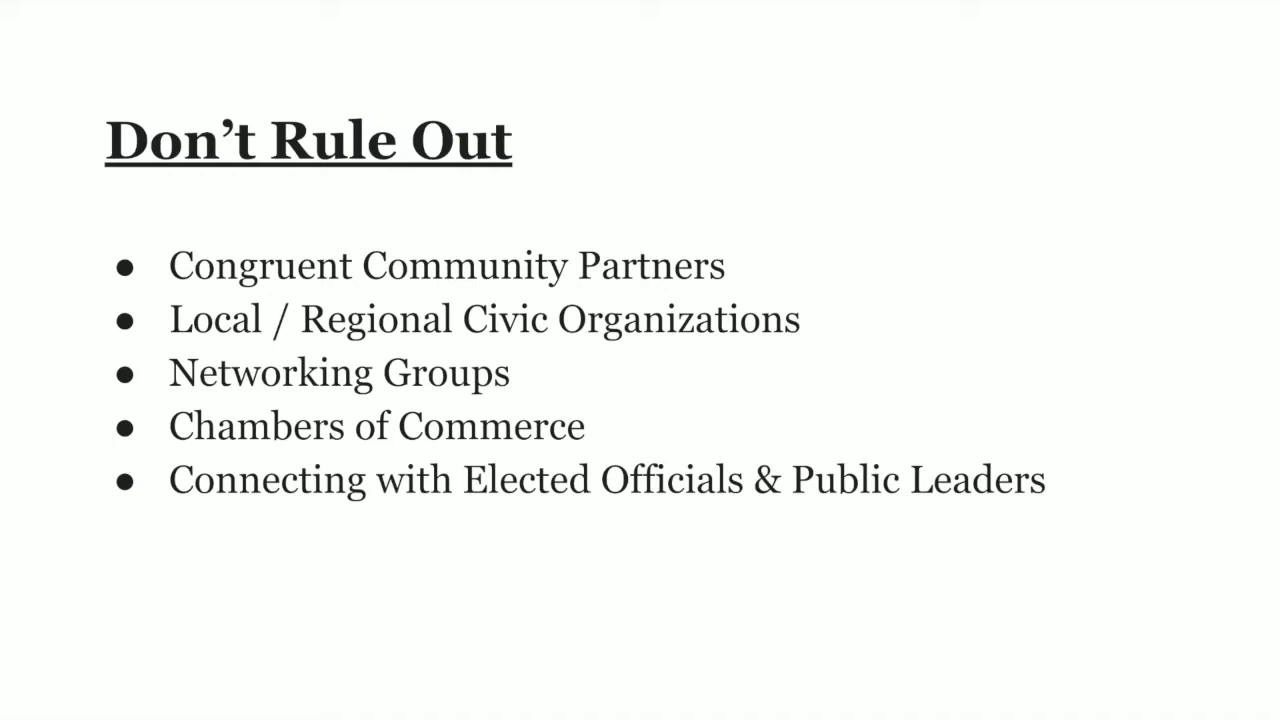 Don’t Rule Out
● Congruent Community Partners
● Local / Regional Civic Organizations
● Networking Groups
● Chambers of Commerce
● Connecting with Elected Officials & Public Leaders